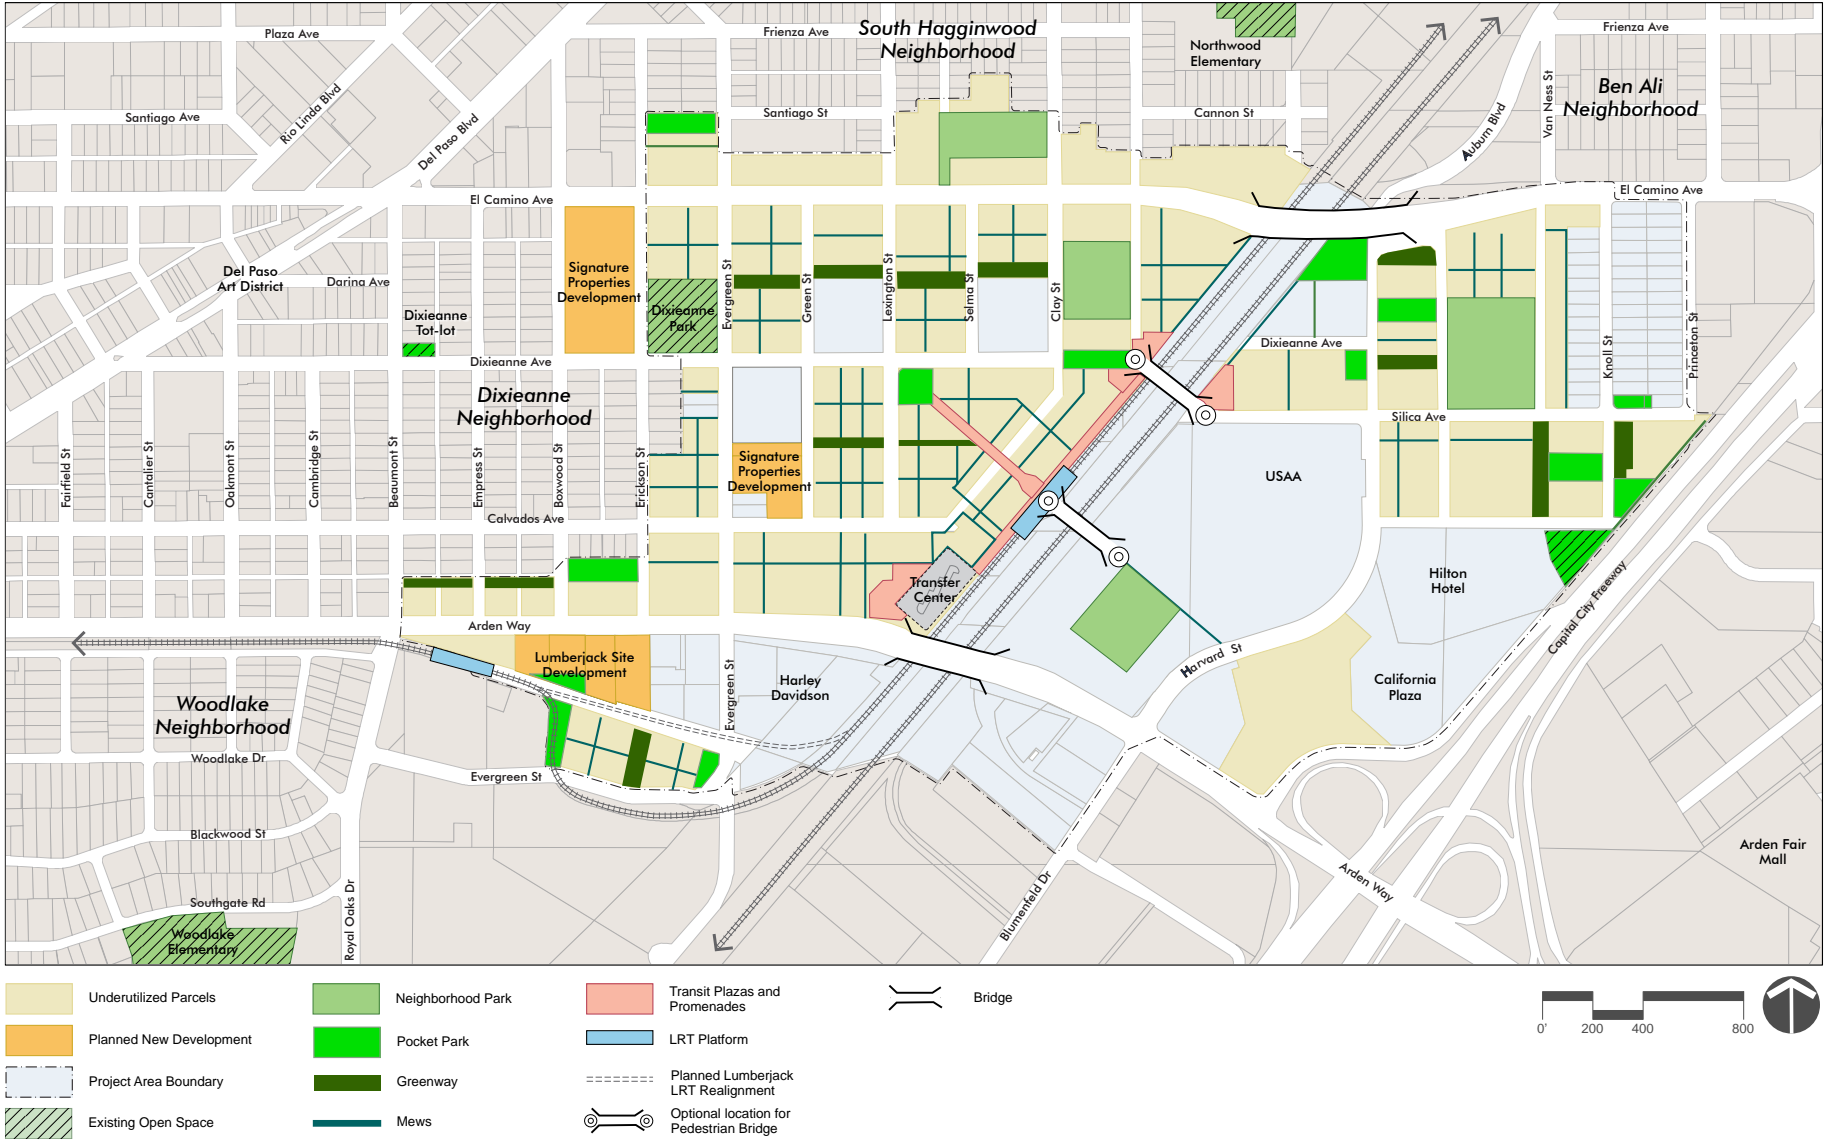 Plaza Ave
Frienza Ave
South Hagginwood
Neighborhood
Northwood
Elementary
Frienza Ave
Ben Ali
Neighborhood
Santiago Ave
Rio Linda Blvd
Del Paso Blvd
Santiago St
Cannon St
Auburn Blvd
Van Ness St
El Camino Ave
El Camino Ave
Del Paso
Art District
Darina Ave
Dixieanne
Tot-lot
Signature
Properties
Development
Dixieanne
Park
Evergreen St
Green St
Lexington St
Selma St
Clay St
Dixieanne Ave
Dixieanne Ave
Knoll St
Princeton St
Dixieanne
Neighborhood
Silica Ave
Fairfield St
Cantalier St
Oakmont St
Cambridge St
Beaumont St
Empress St
Boxwood St
Erickson St
Signature
Properties
Development
USAA
Calvados Ave
Transfer
Center
Hilton
Hotel
Capital City Freeway
Arden Way
Lumberjack Site
Development
Evergreen St
Harley
Davidson
Harvard St
California
Plaza
Woodlake
Neighborhood
Woodlake Dr
Evergreen St
Blackwood St
Arden Fair
Mall
Southgate Rd
Royal Oaks Dr
Blumenfeld Dr
Arden Way
Woodlake
Elementary
Underutilized Parcels
Planned New Development
Project Area Boundary
Existing Open Space
Neighborhood Park
Pocket Park
Greenway
Mews
Transit Plazas and
Promenades
LRT Platform
Planned Lumberjack
LRT Realignment
Optional location for
Pedestrian Bridge
Bridge
0' 200 400 800